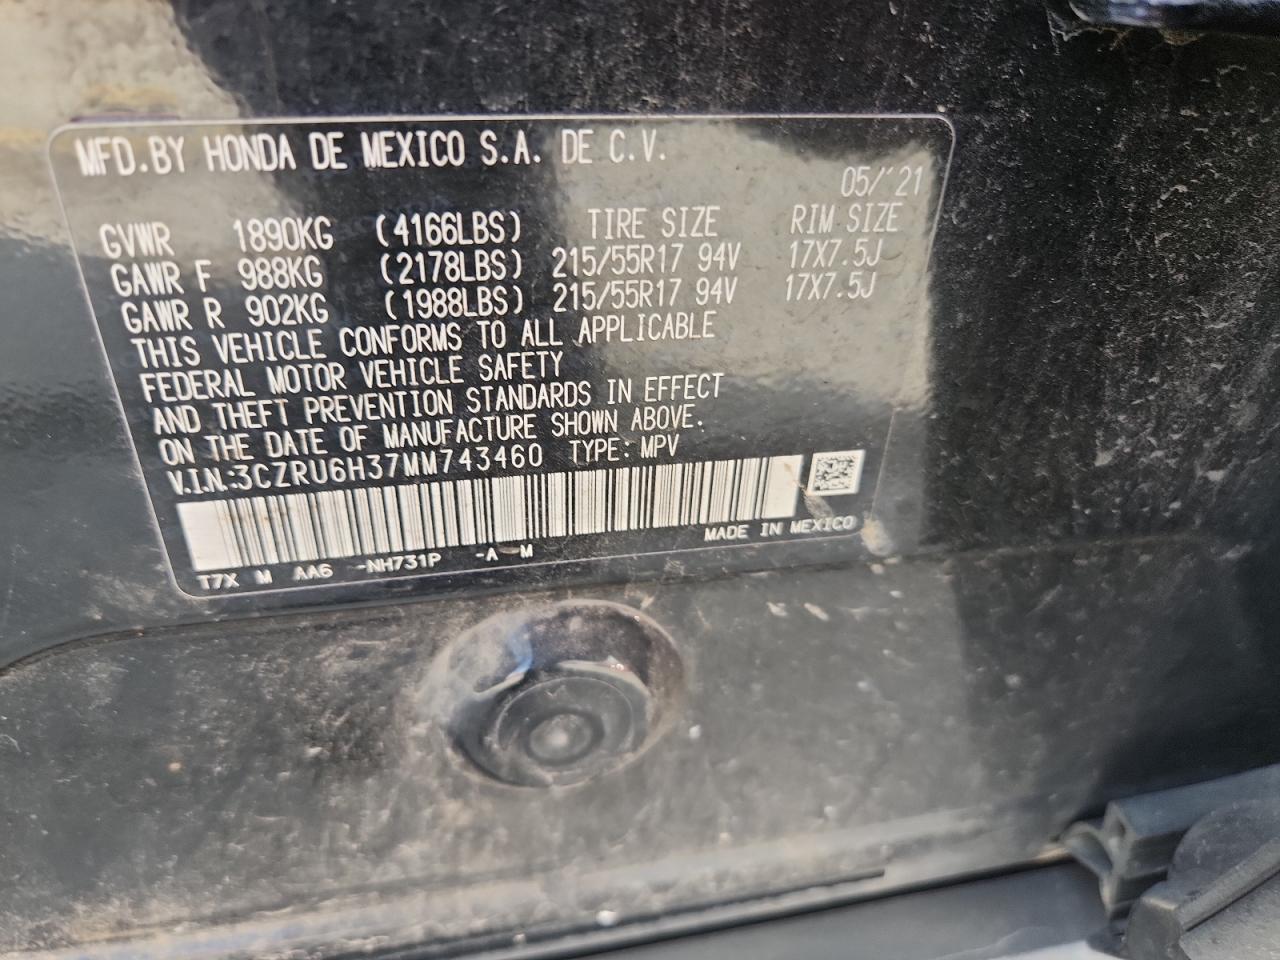 MFD.BY HONDA DE MEXICO S.A. DE C.V.
05/'21
GVWR 1890KG (4166LBS) TIRE SIZE RIM SIZE
GAWR F 988KG (2178LBS) 215/55R17 94V 17X7.5J
GAWR R 902KG (1988LBS) 215/55R17 94V 17X7.5J
THIS VEHICLE CONFORMS TO ALL APPLICABLE
FEDERAL MOTOR VEHICLE SAFETY
AND THEFT PREVENTION STANDARDS IN EFFECT
ON THE DATE OF MANUFACTURE SHOWN ABOVE.
V.I.N.:3CZRU6H37MM743460 TYPE: MPV
MADE IN MEXICO
T7X M AA6 -NH731P -A M